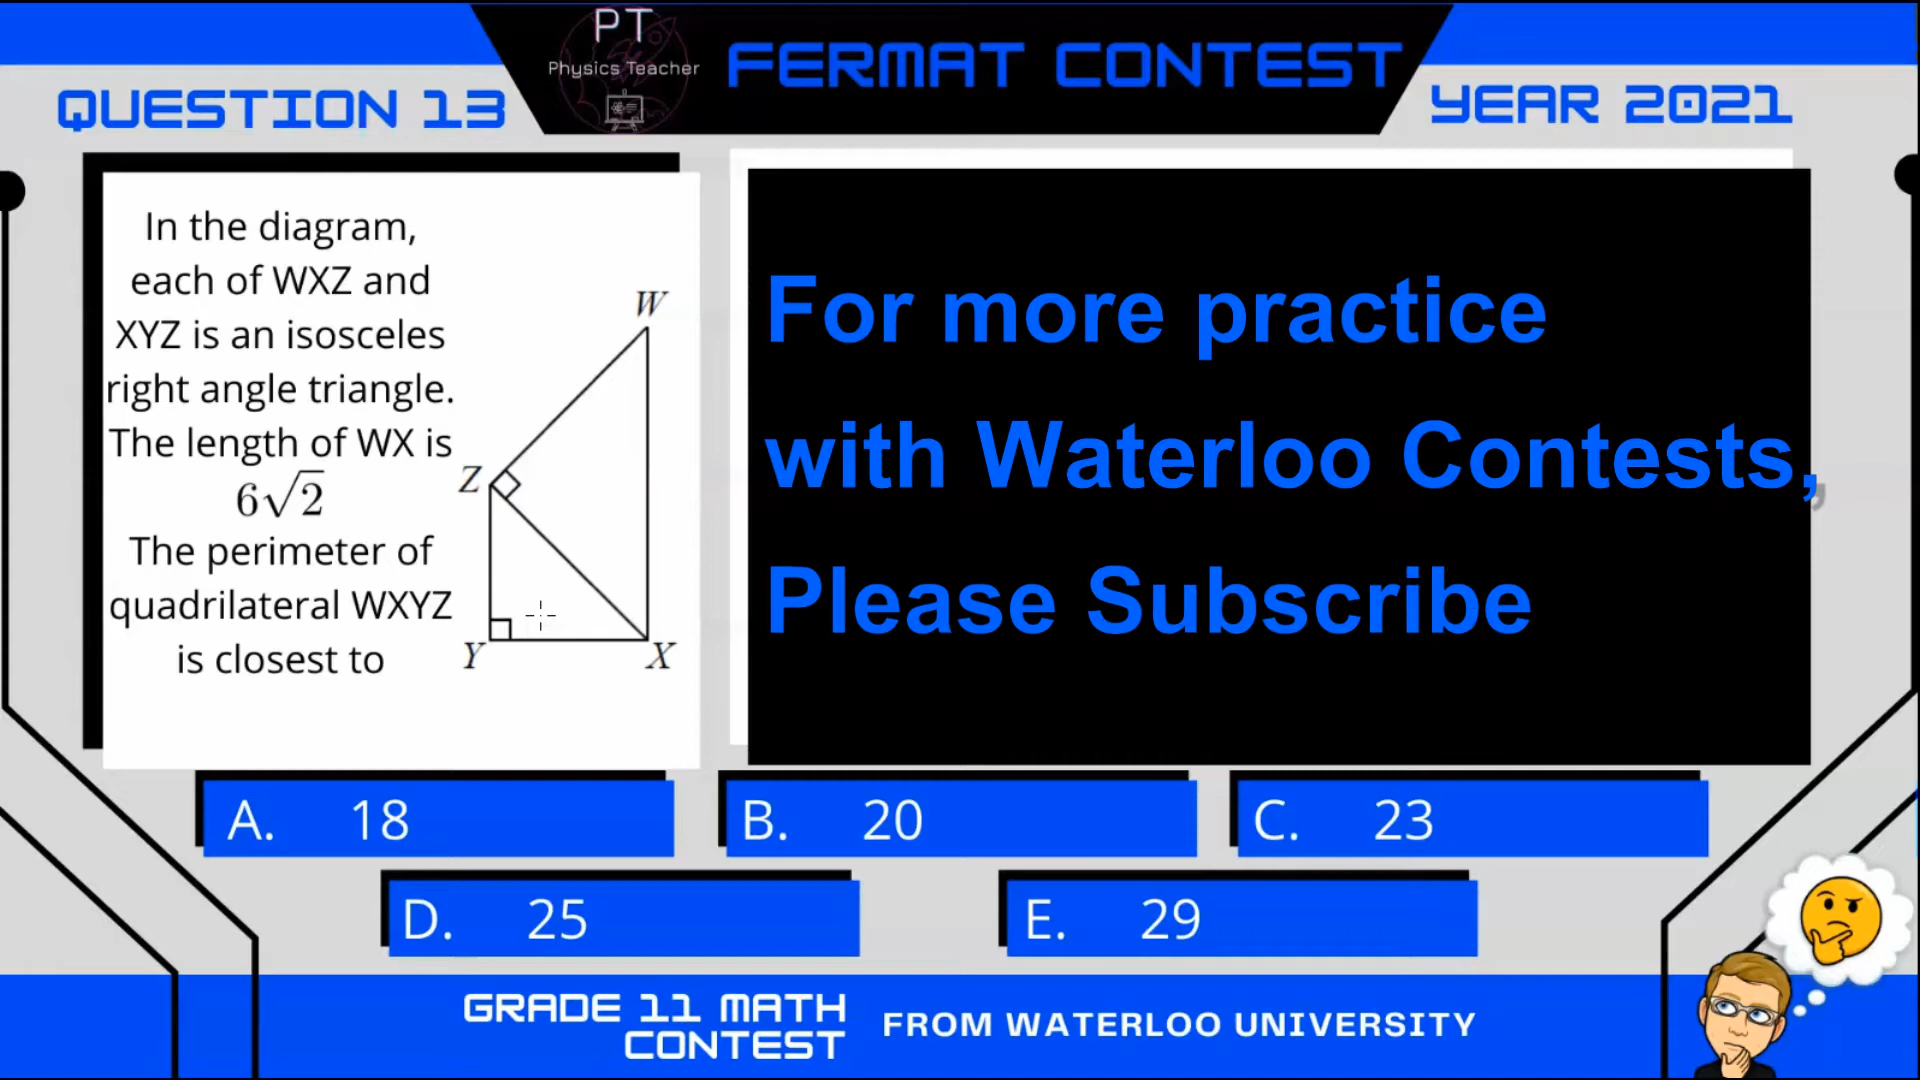 PT
Physics Teacher
FERMAT CONTEST
QUESTION 13
YEAR 2021
In the diagram,
each of WXZ and
XYZ is an isosceles
right angle triangle.
The length of WX is
6√2
The perimeter of
quadrilateral WXYZ
is closest to
W
Z
Y
X
For more practice
with Waterloo Contests,
Please Subscribe
A. 18
B. 20
C. 23
D. 25
E. 29
GRADE 11 MATH
CONTEST
FROM WATERLOO UNIVERSITY